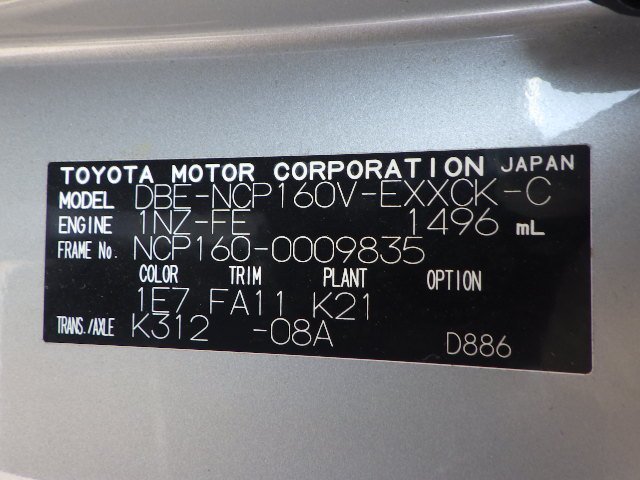 TOYOTA MOTOR CORPORATION JAPAN
MODEL DBE-NCP160V-EXXCK-C
ENGINE 1NZ-FE 1496 mL
FRAME No. NCP160-0009835
COLOR TRIM PLANT OPTION
1E7 FA11 K21
TRANS./AXLE K312 -08A
D886